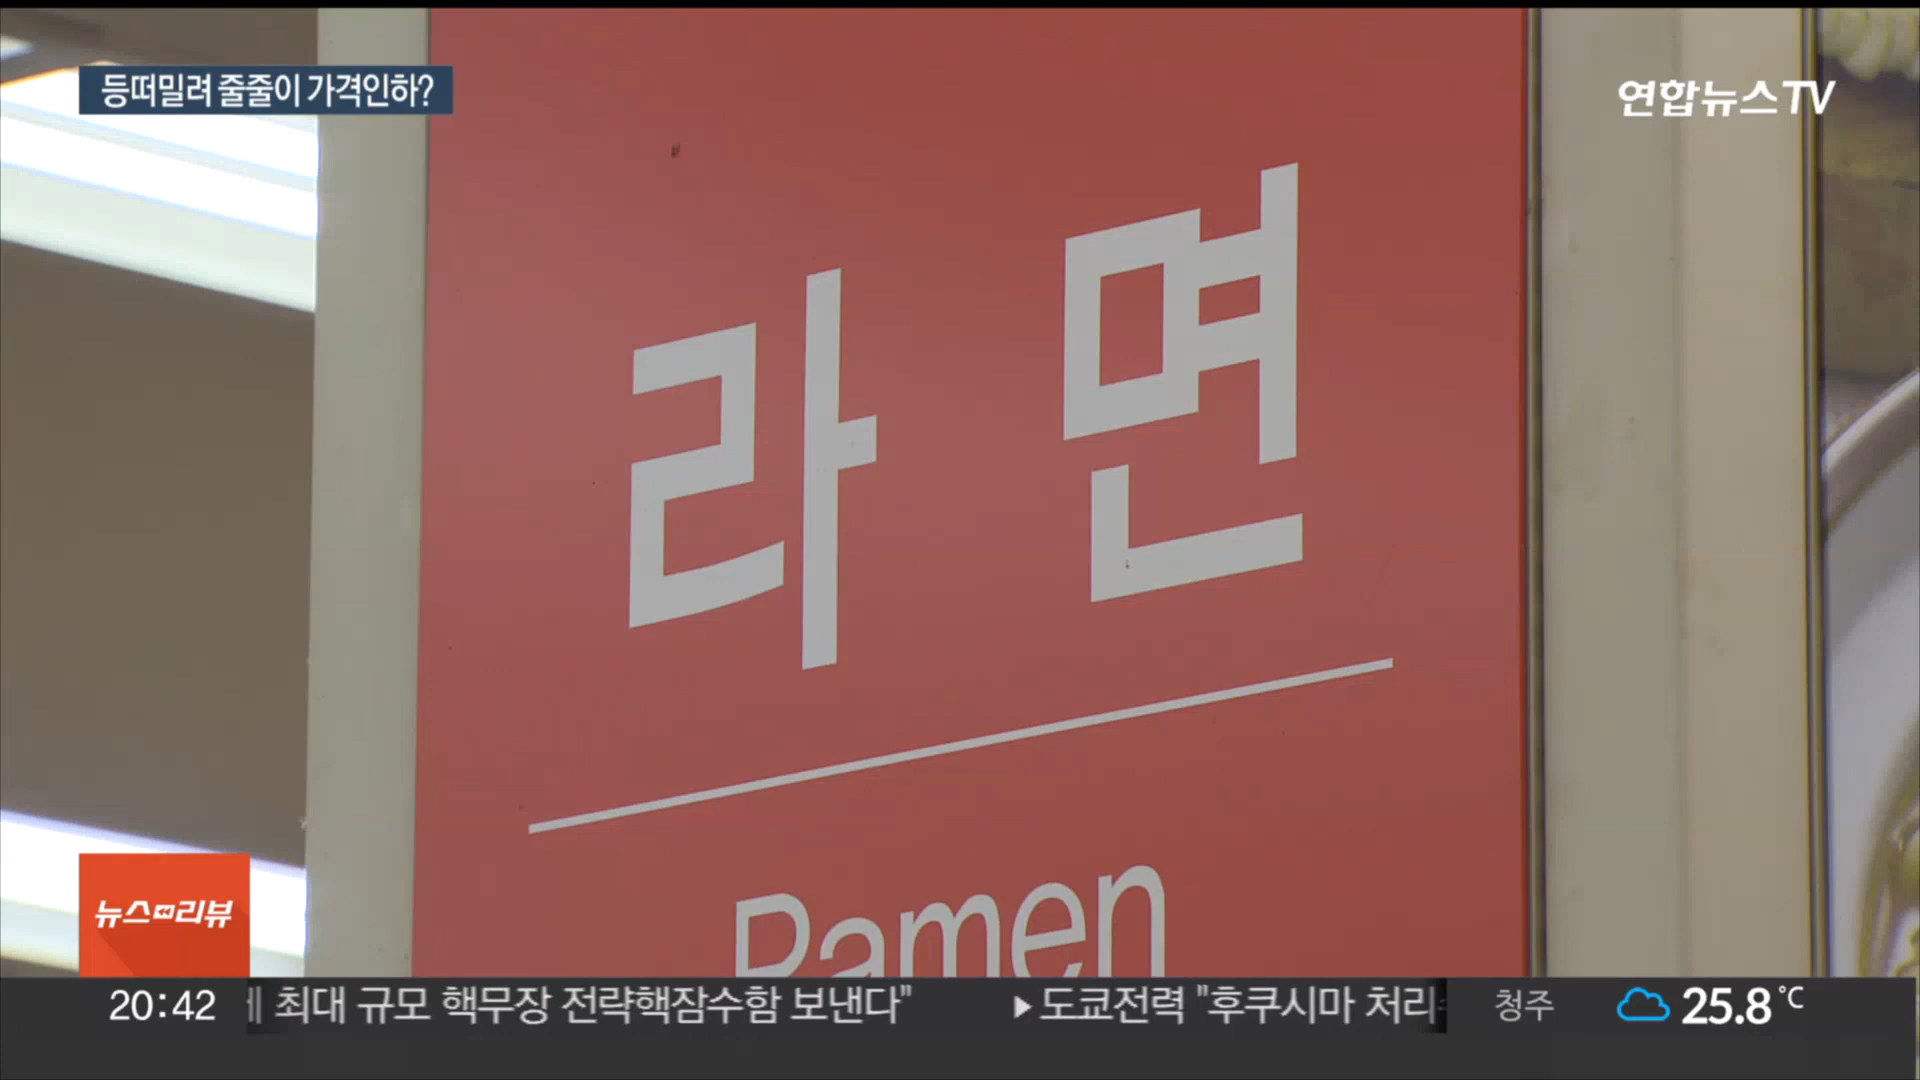 등떠밀려 줄줄이 가격인하?
연합뉴스TV
라면
Ramen
뉴스리뷰
20:42 최대 규모 핵무장 전략핵잠수함 보낸다" ▶도쿄전력 "후쿠시마 처리 청주 25.8°C